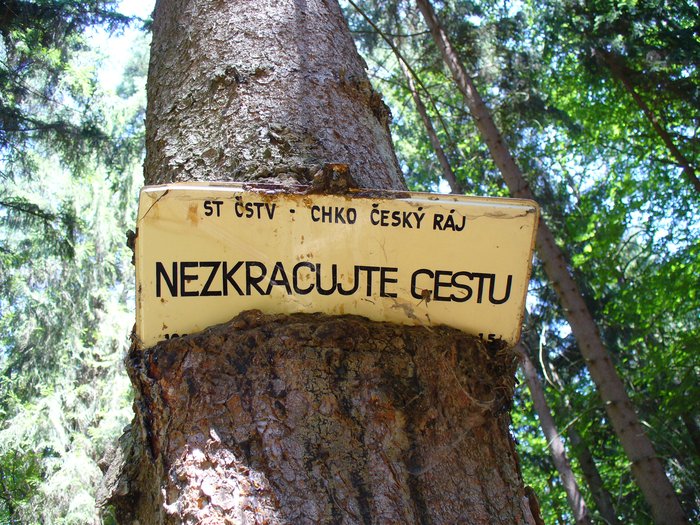 ST ČSTV - CHKO ČESKÝ RÁJ
NEZKRACUJTE CESTU